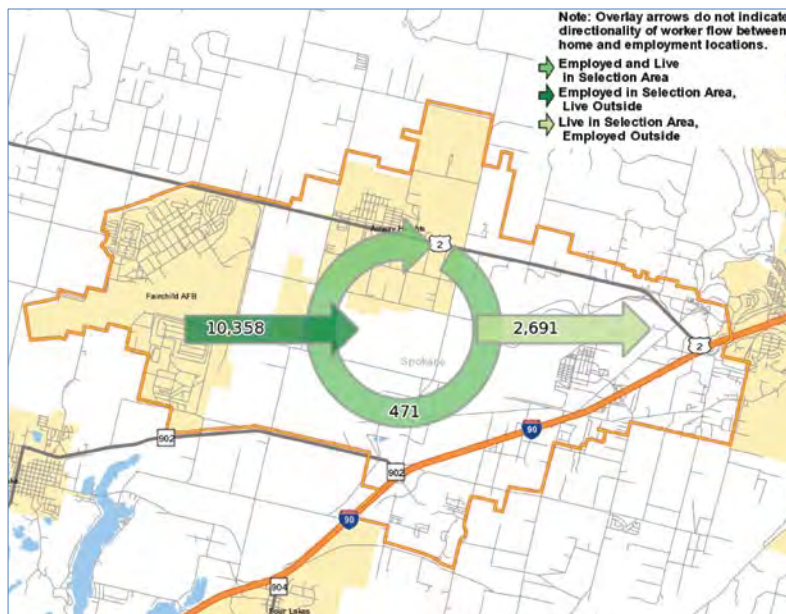 Note: Overlay arrows do not indicate
directionality of worker flow between
home and employment locations.
Employed and Live
in Selection Area
Employed in Selection Area,
Live Outside
Live in Selection Area,
Employed Outside
2
Fairchild AFB
10,358
2,691
Spokane
2
471
90
902
902
90
904
Four Lakes